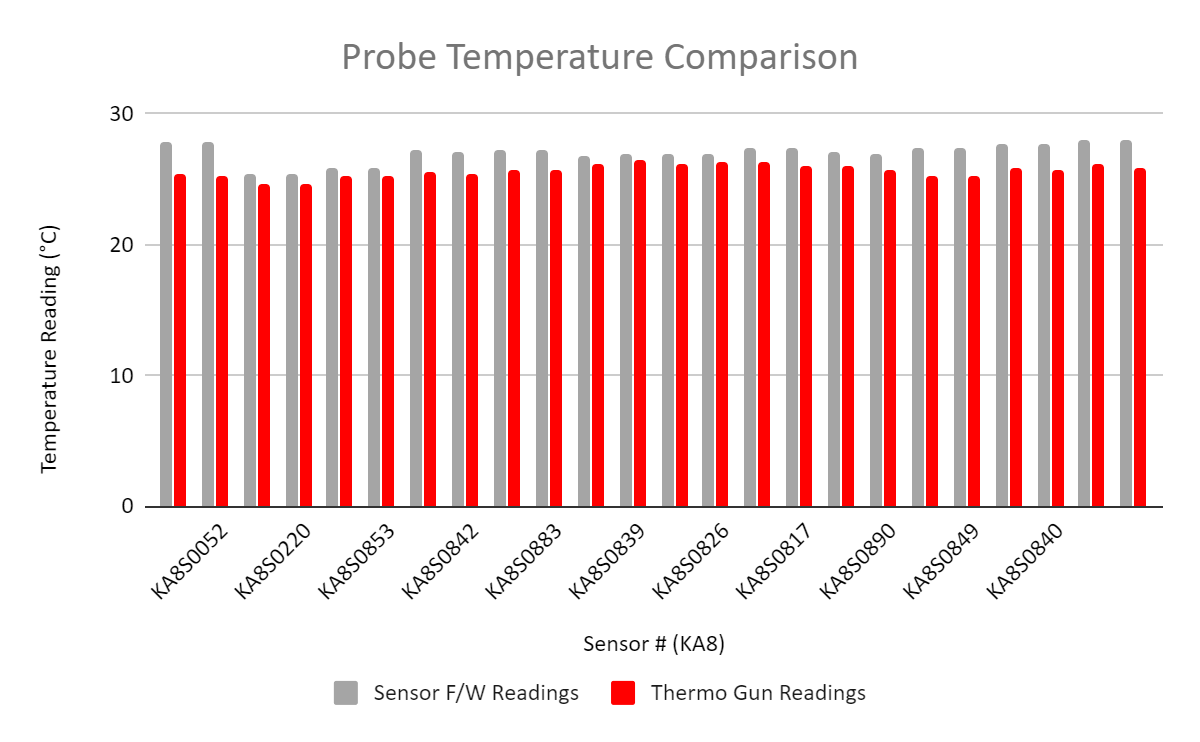 Probe Temperature Comparison
30
20
10
0
Temperature Reading (°C)
KA8S0052
KA8S0220
KA8S0853
KA8S0842
KA8S0883
KA8S0839
KA8S0826
KA8S0817
KA8S0890
KA8S0849
KA8S0840
Sensor # (KA8)
Sensor F/W Readings
Thermo Gun Readings